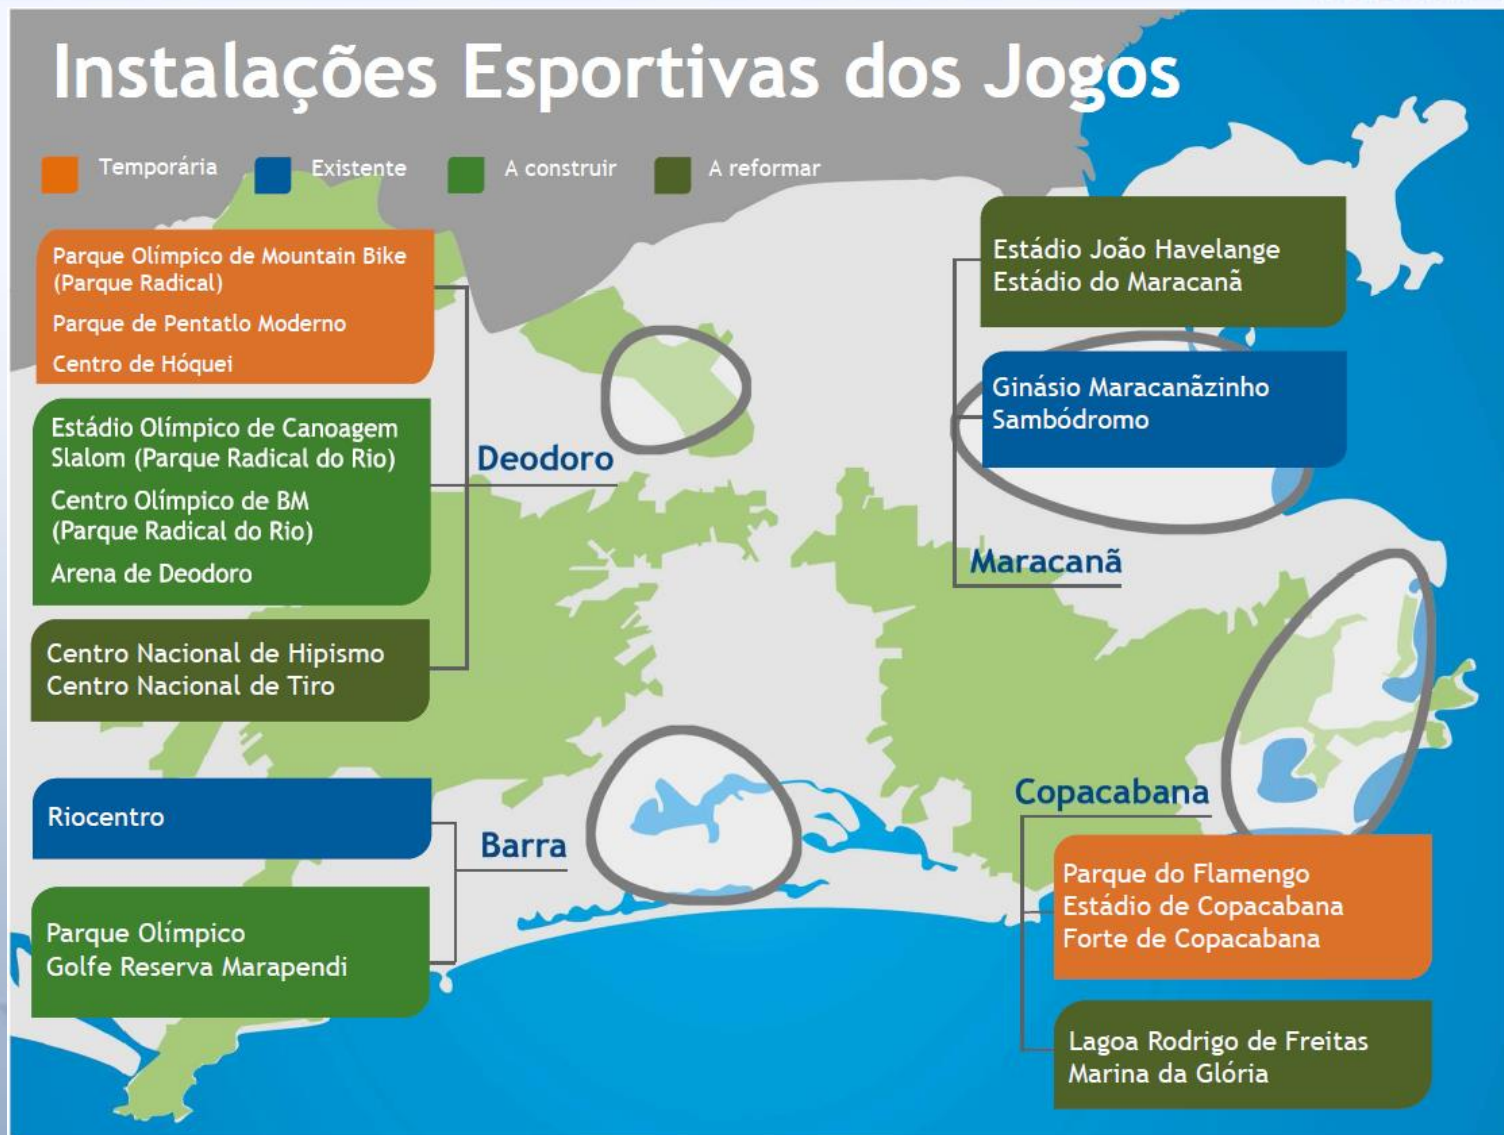 Instalações Esportivas dos Jogos
Temporária
Existente
A construir
A reformar
Parque Olímpico de Mountain Bike
(Parque Radical)
Parque de Pentatlo Moderno
Centro de Hóquei
Estádio Olímpico de Canoagem
Slalom (Parque Radical do Rio)
Centro Olímpico de BM
(Parque Radical do Rio)
Arena de Deodoro
Centro Nacional de Hipismo
Centro Nacional de Tiro
Deodoro
Riocentro
Parque Olímpico
Golfe Reserva Marapendi
Barra
Estádio João Havelange
Estádio do Maracanã
Ginásio Maracanãzinho
Sambódromo
Maracanã
Copacabana
Parque do Flamengo
Estádio de Copacabana
Forte de Copacabana
Lagoa Rodrigo de Freitas
Marina da Glória